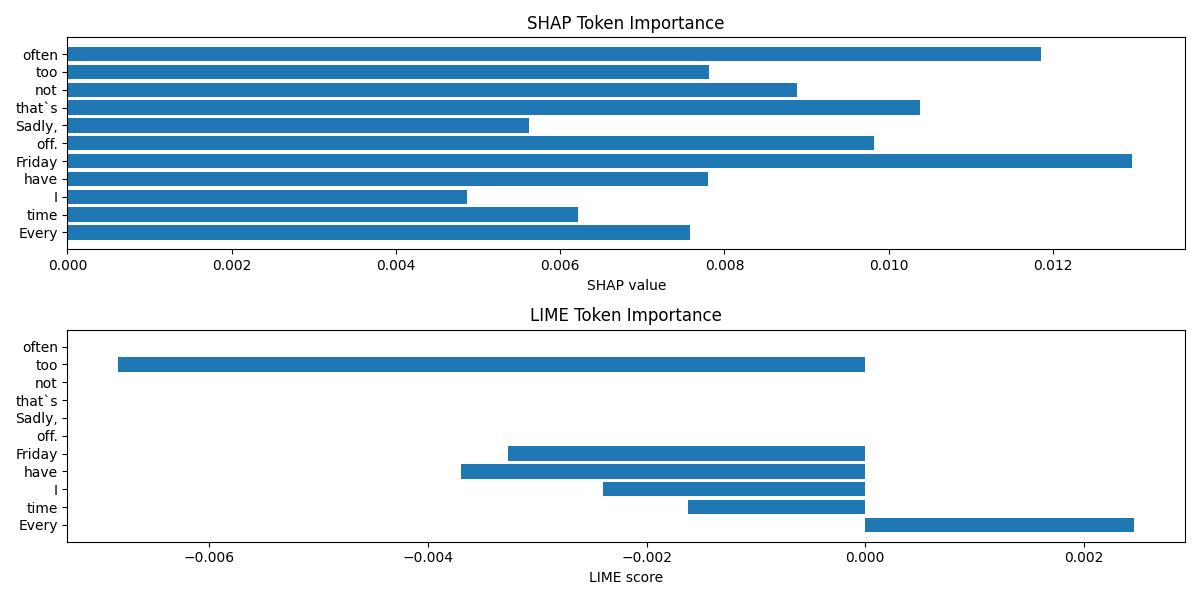 SHAP Token Importance
often
too
not
that`s
Sadly,
off.
Friday
have
I
time
Every
0.000 0.002 0.004 0.006 0.008 0.010 0.012
SHAP value
LIME Token Importance
often
too
not
that`s
Sadly,
off.
Friday
have
I
time
Every
−0.006 −0.004 −0.002 0.000 0.002
LIME score